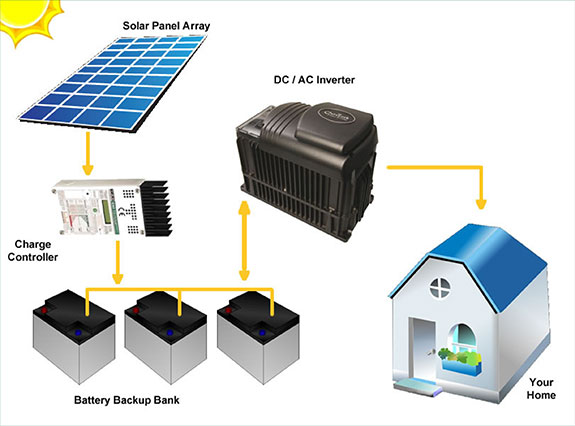 Solar Panel Array
DC / AC Inverter
Charge
Controller
Battery Backup Bank
Your
Home